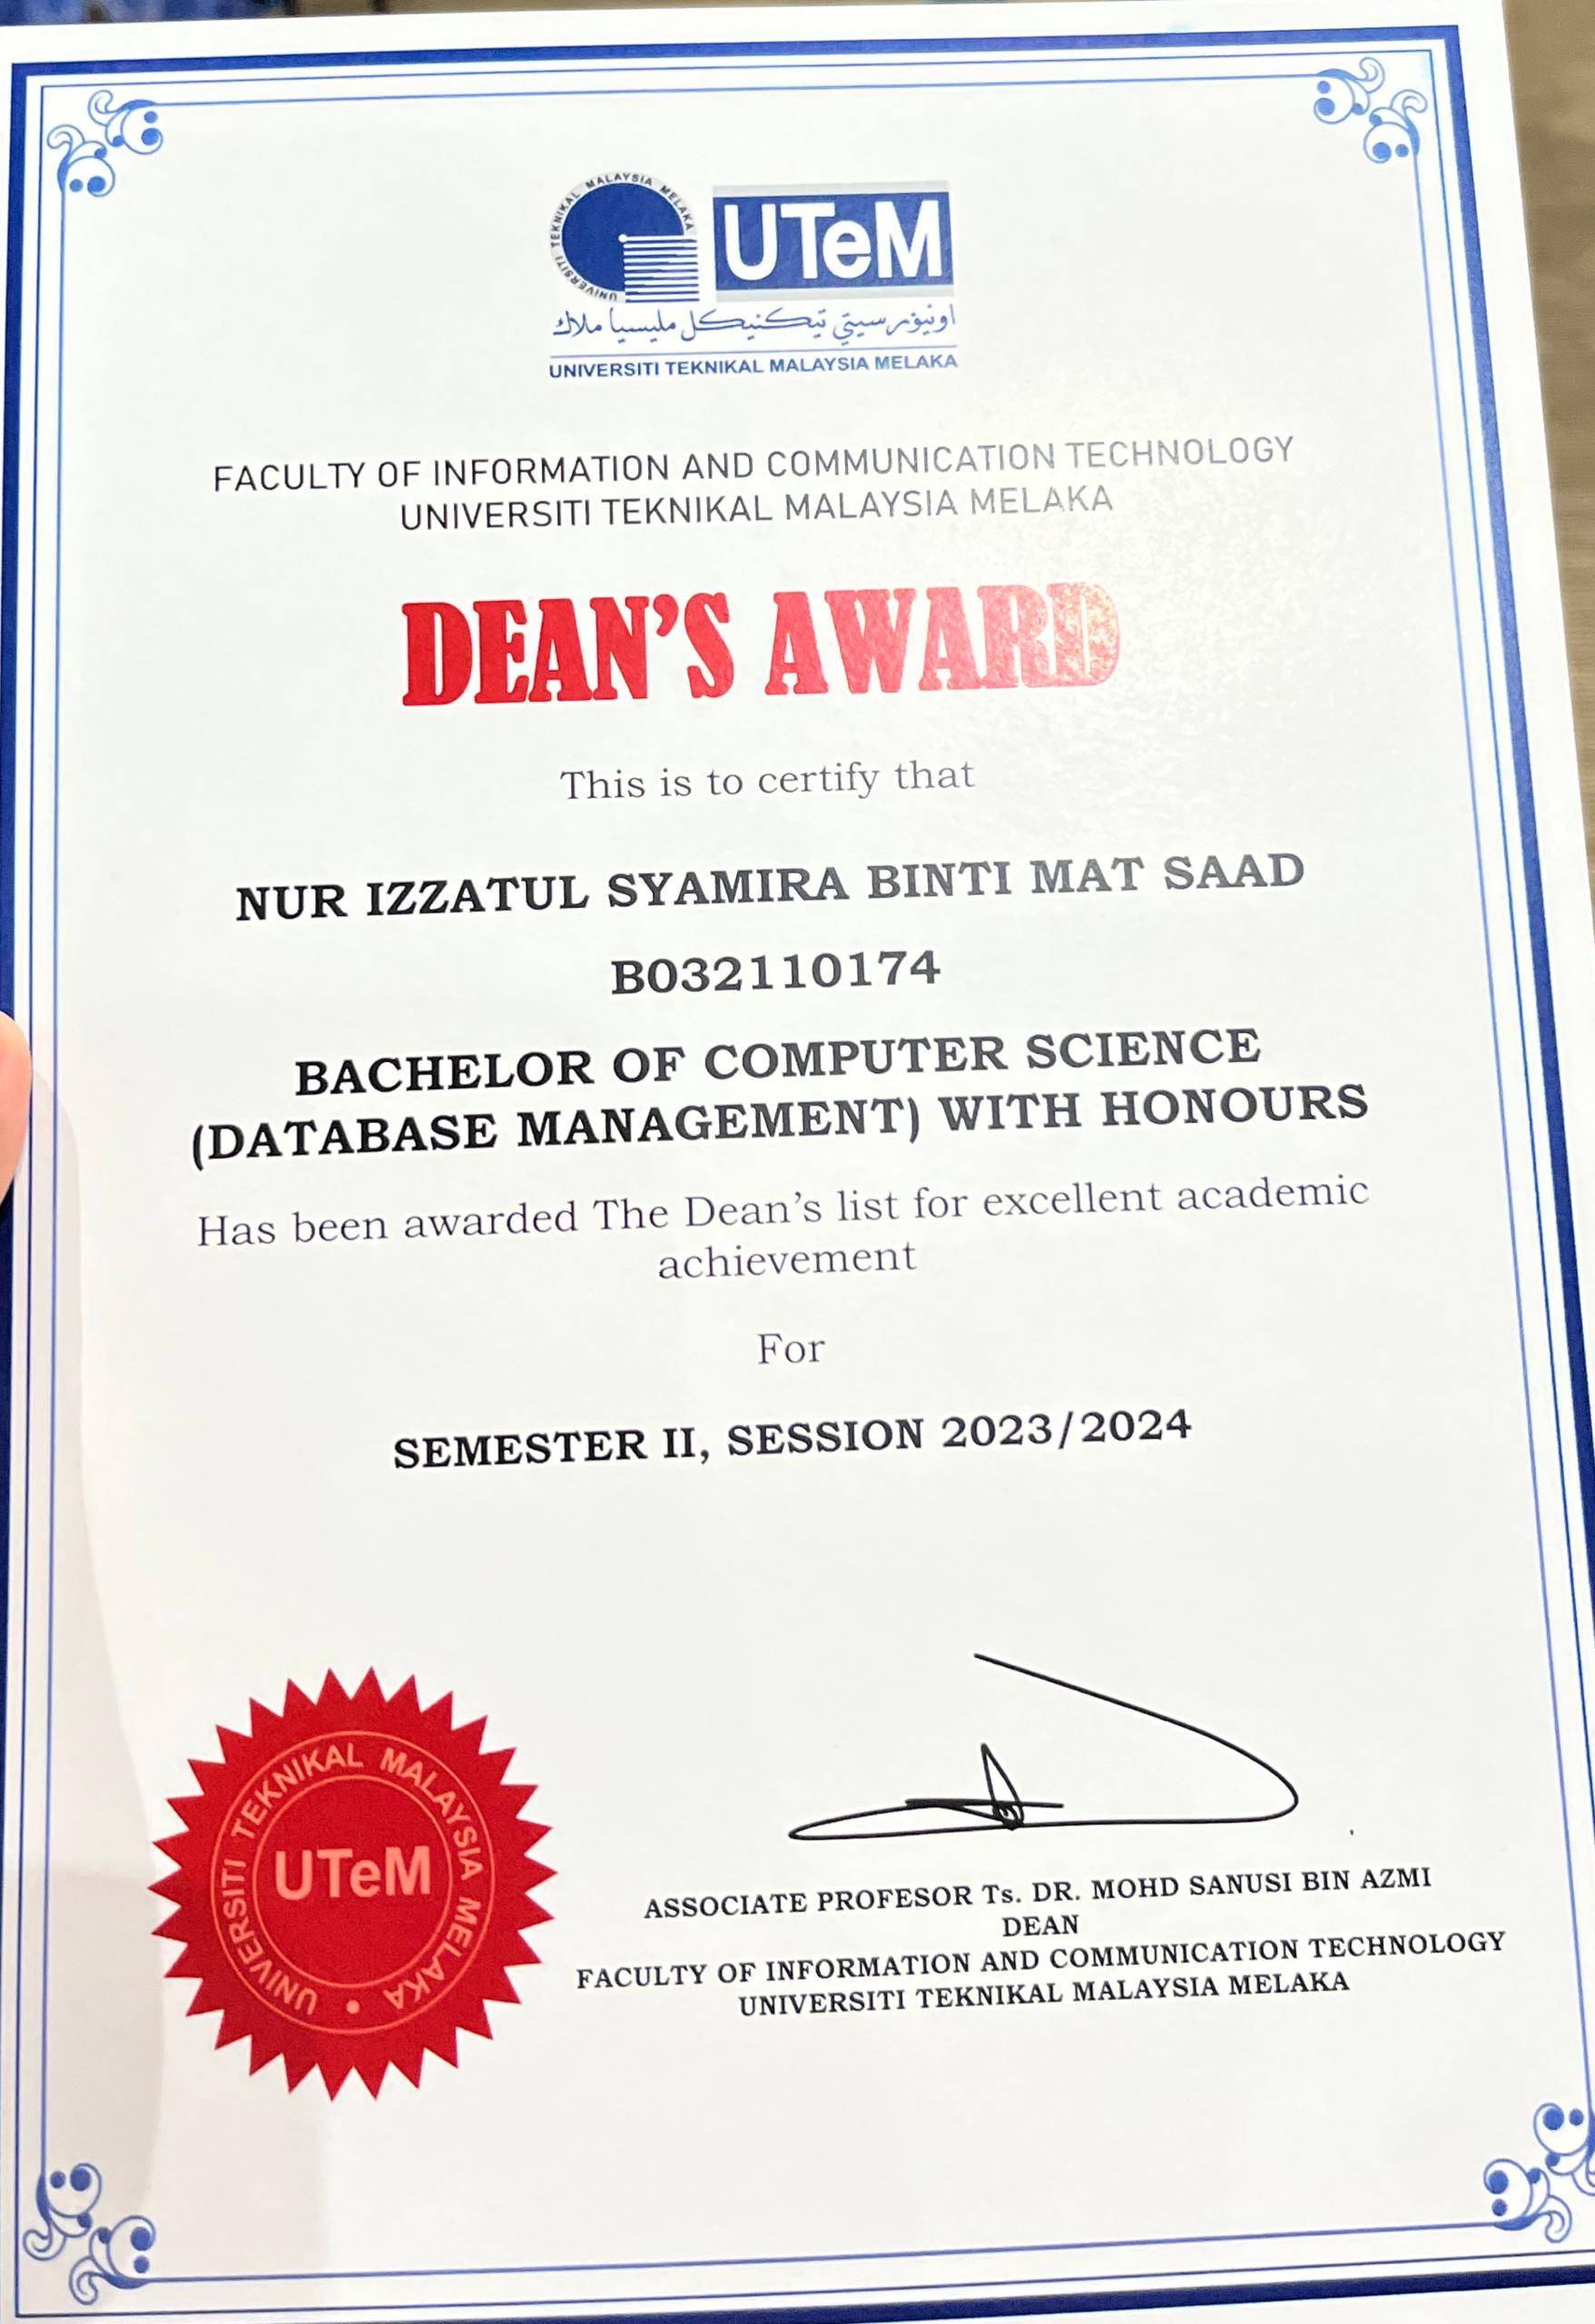 UNIVERSITI TEKNIKAL MALAYSIA MELAKA
UTeM
اونيۏرسيتي تيكنيكل مليسيا ملاك
UNIVERSITI TEKNIKAL MALAYSIA MELAKA
FACULTY OF INFORMATION AND COMMUNICATION TECHNOLOGY
UNIVERSITI TEKNIKAL MALAYSIA MELAKA
DEAN'S AWARD
This is to certify that
NUR IZZATUL SYAMIRA BINTI MAT SAAD
B032110174
BACHELOR OF COMPUTER SCIENCE
(DATABASE MANAGEMENT) WITH HONOURS
Has been awarded The Dean's list for excellent academic
achievement
For
SEMESTER II, SESSION 2023/2024
UNIVERSITI TEKNIKAL MALAYSIA MELAKA
UTeM
ASSOCIATE PROFESOR Ts. DR. MOHD SANUSI BIN AZMI
DEAN
FACULTY OF INFORMATION AND COMMUNICATION TECHNOLOGY
UNIVERSITI TEKNIKAL MALAYSIA MELAKA